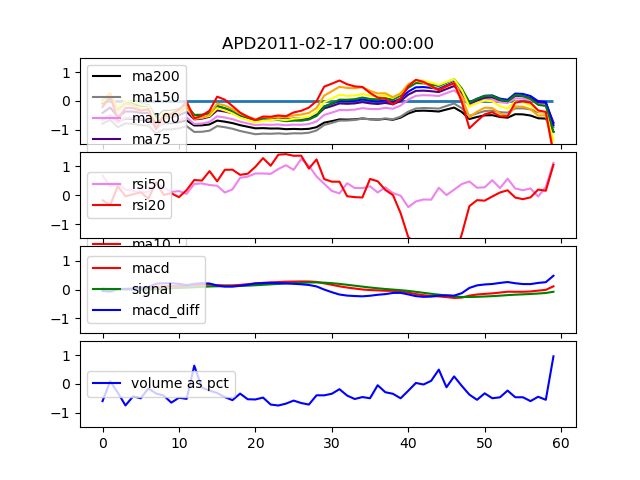 APD2011-02-17 00:00:00
1
0
−1
ma200
ma150
ma100
ma75
1
0
−1
rsi50
rsi20
ma10
1
0
−1
macd
signal
macd_diff
1
0
−1
volume as pct
0 10 20 30 40 50 60